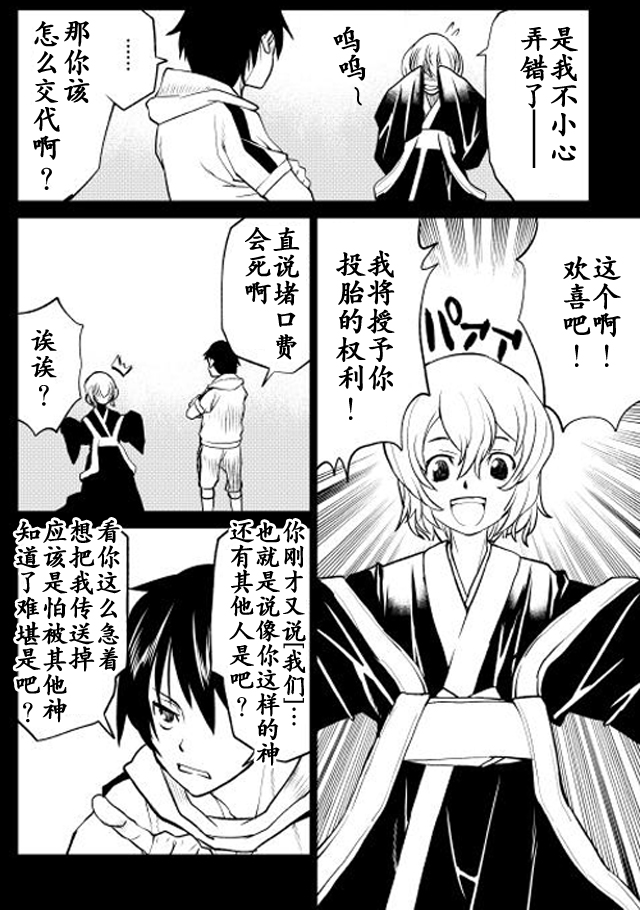 是我不小心
弄错了——
呜呜～
……
那你该
怎么交代啊？
这个啊！
欢喜吧！
パァァ
我将授予你
投胎的权利！
直说堵口费
会死啊
诶诶？
你刚才又说[我们]…
也就是说像你这样的神
还有其他人是吧？
看你这么急着
想把我传送掉
应该是怕被其他神
知道了难堪是吧？